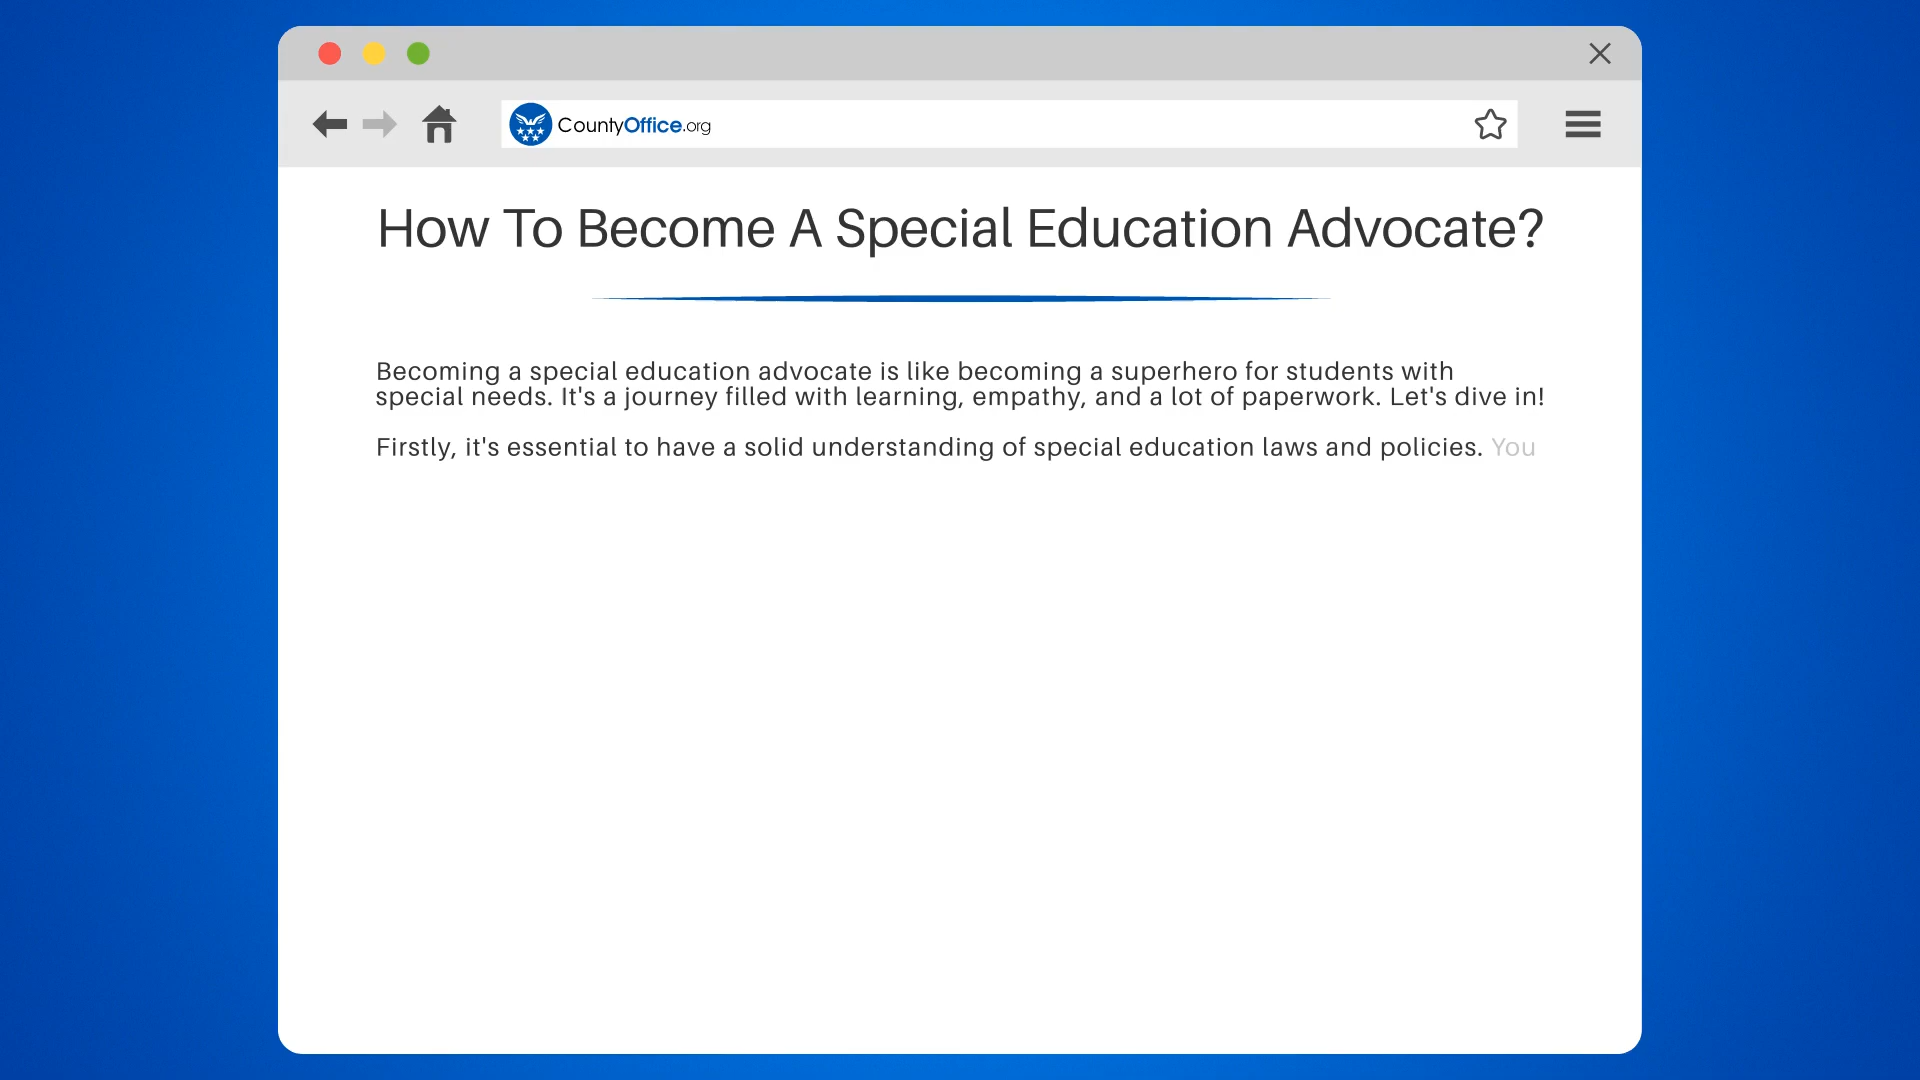 CountyOffice.org
How To Become A Special Education Advocate?
Becoming a special education advocate is like becoming a superhero for students with
special needs. It's a journey filled with learning, empathy, and a lot of paperwork. Let's dive in!
Firstly, it's essential to have a solid understanding of special education laws and policies. You